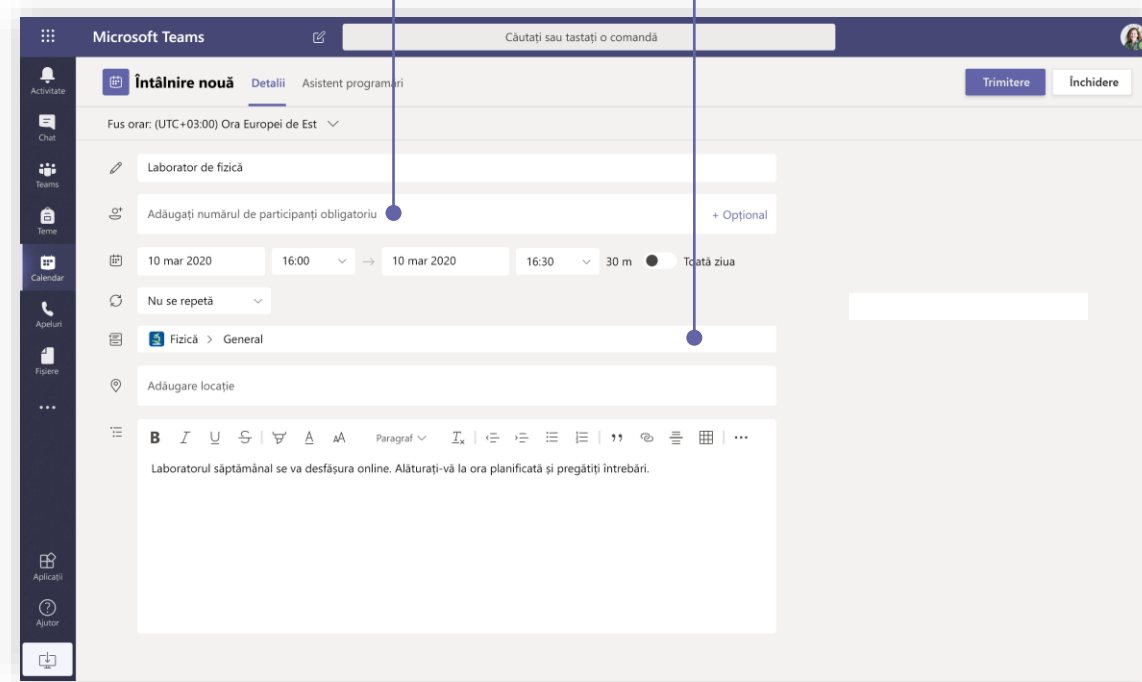 Microsoft Teams
Căutați sau tastați o comandă
Activitate
Chat
Teams
Teme
Calendar
Apeluri
Fișiere
Aplicații
Ajutor
Întâlnire nouă Detalii Asistent programări Trimitere Închidere
Fus orar: (UTC+03:00) Ora Europei de Est
Laborator de fizică
Adăugați numărul de participanți obligatoriu + Opțional
10 mar 2020 16:00 → 10 mar 2020 16:30 30 m Toată ziua
Nu se repetă
Fizică > General
Adăugare locație
B I U S A AA Paragraf Ix
Laboratorul săptămânal se va desfășura online. Alăturați-vă la ora planificată și pregătiți întrebări.